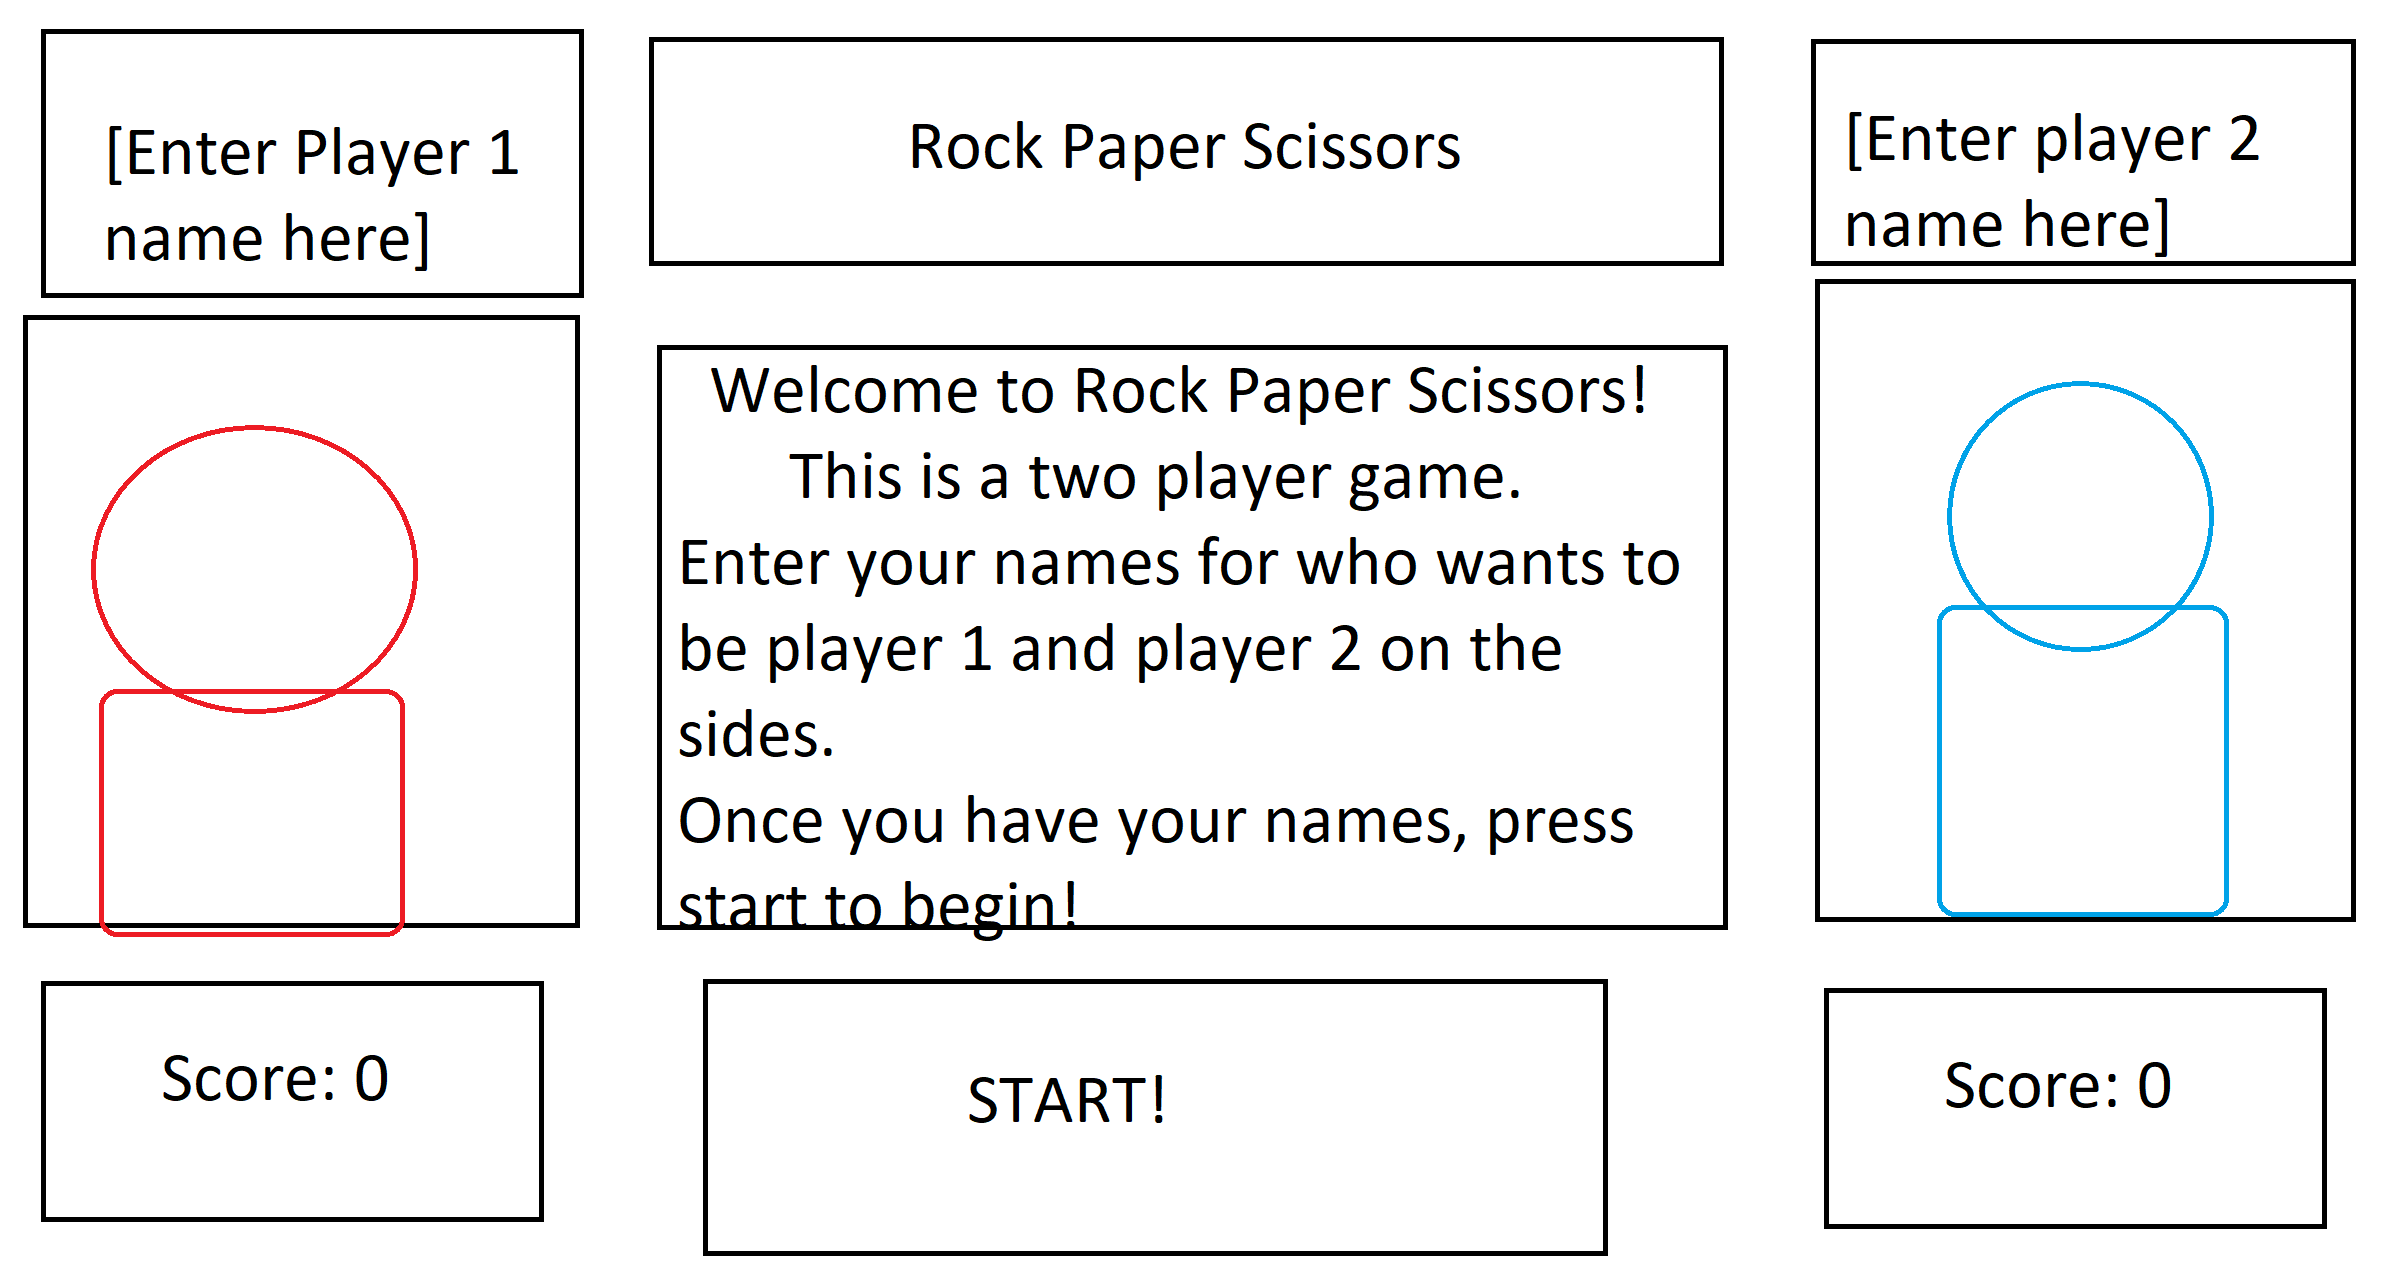 [Enter Player 1
name here]
Rock Paper Scissors
[Enter player 2
name here]
Welcome to Rock Paper Scissors!
This is a two player game.
Enter your names for who wants to
be player 1 and player 2 on the
sides.
Once you have your names, press
start to begin!
Score: 0
START!
Score: 0